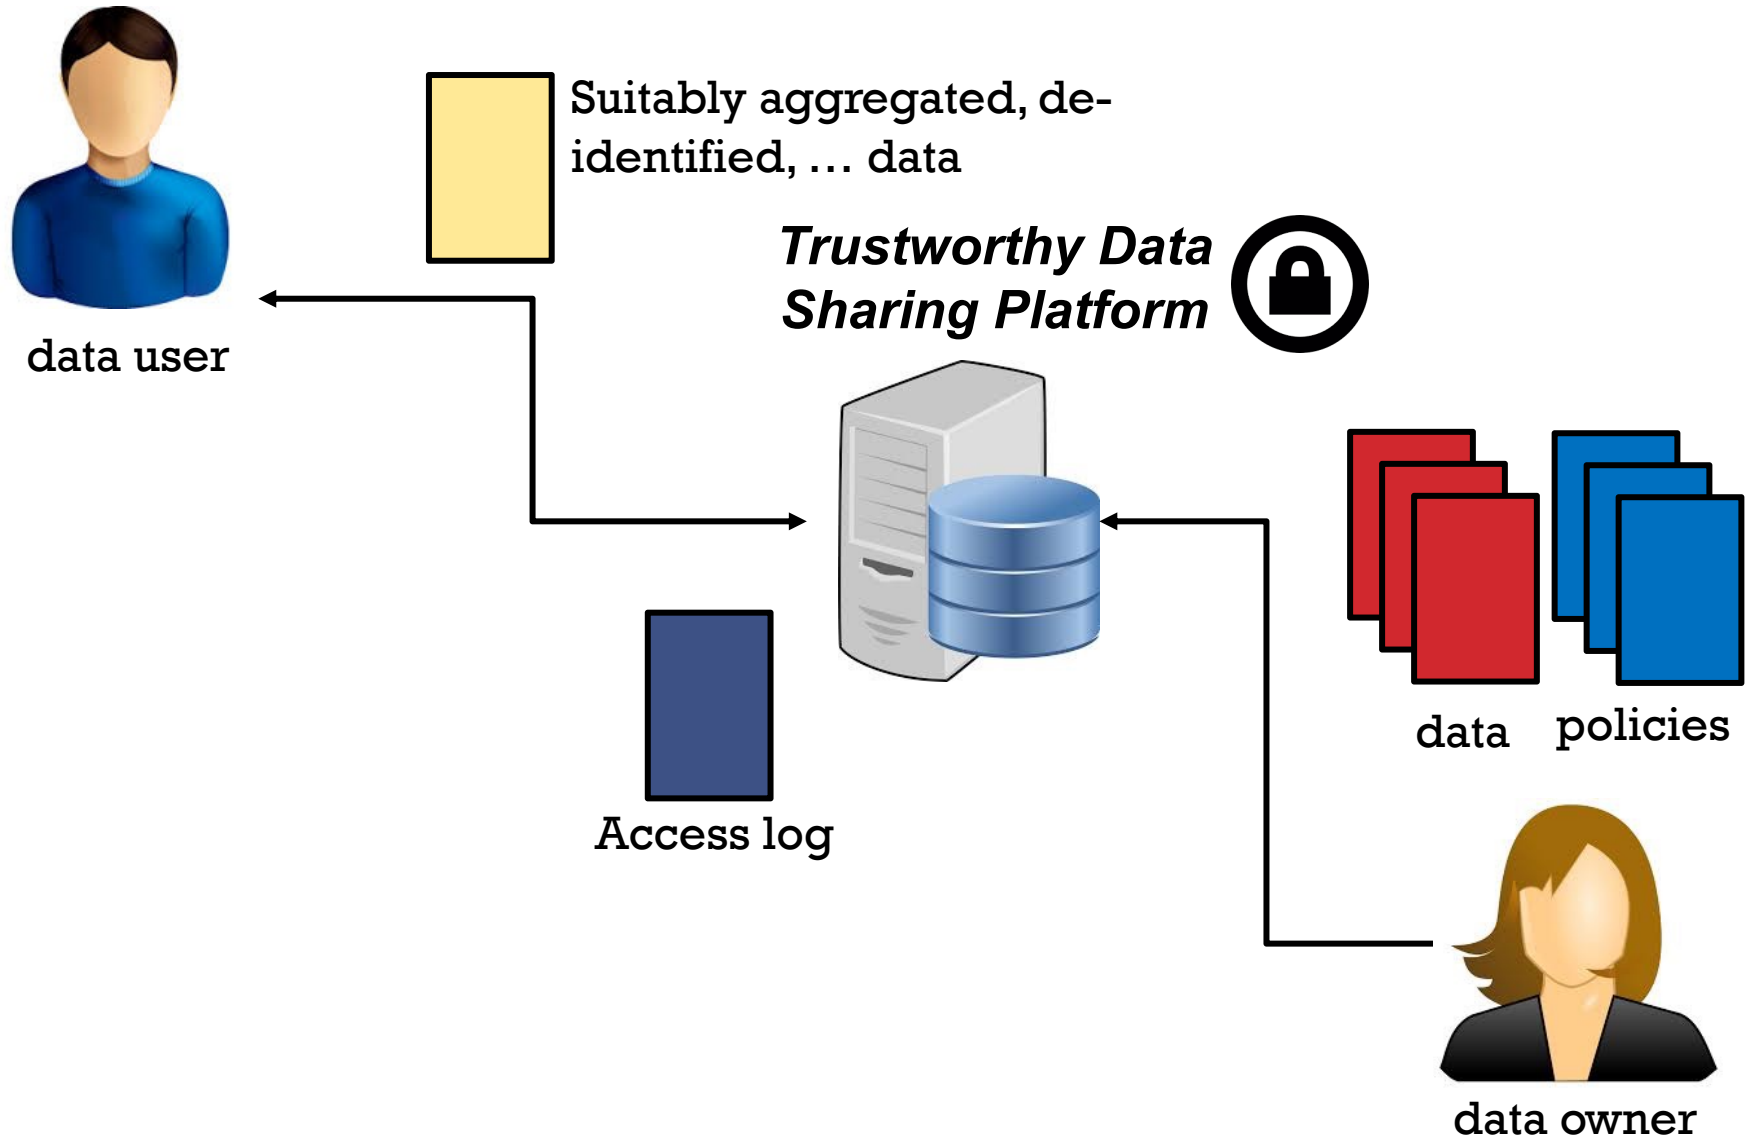 Suitably aggregated, de-
identified, ... data
Trustworthy Data
Sharing Platform
data user
data
policies
Access log
data owner